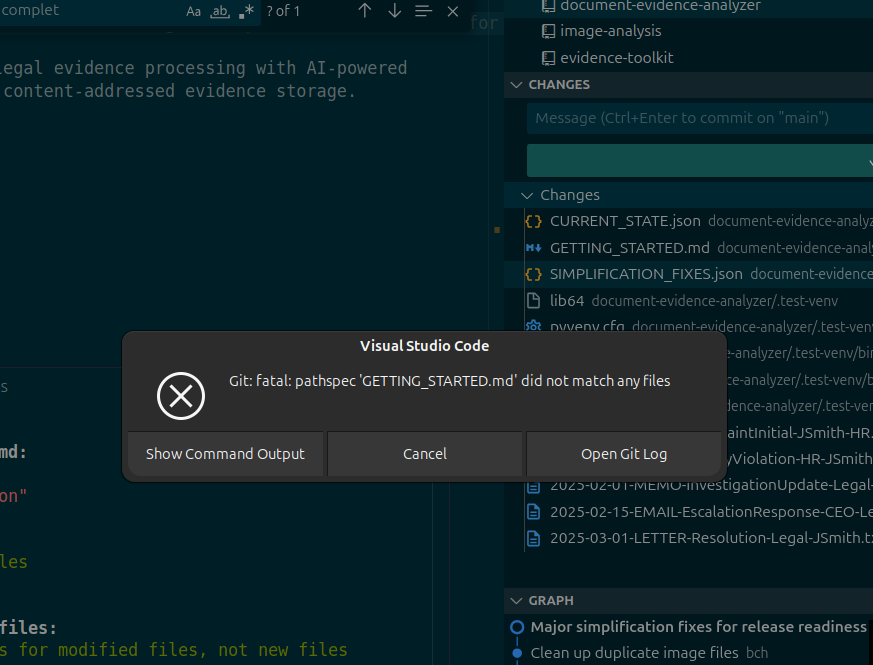 complet
Aa ab .* ? of 1
for
legal evidence processing with AI-powered
content-addressed evidence storage.
document-evidence-analyzer
image-analysis
evidence-toolkit
CHANGES
Message (Ctrl+Enter to commit on "main")
Changes
CURRENT_STATE.json document-evidence-analyz
GETTING_STARTED.md document-evidence-anal
SIMPLIFICATION_FIXES.json document-evidence
lib64 document-evidence-analyzer/.test-venv
pyvenv.cfg document-evidence-analyzer/.test-ven
e-analyzer/.test-venv/bin
ce-analyzer/.test-venv/b
dence-analyzer/.test-ven
aintInitial-JSmith-HR.
yViolation-HR-JSmith
2025-02-01-MEMO-InvestigationUpdate-Legal-
2025-02-15-EMAIL-EscalationResponse-CEO-Le
2025-03-01-LETTER-Resolution-Legal-JSmith.t
Visual Studio Code
Git: fatal: pathspec 'GETTING_STARTED.md' did not match any files
Show Command Output
Cancel
Open Git Log
s
md:
on"
les
files:
s for modified files, not new files
GRAPH
Major simplification fixes for release readiness
Clean up duplicate image files bch